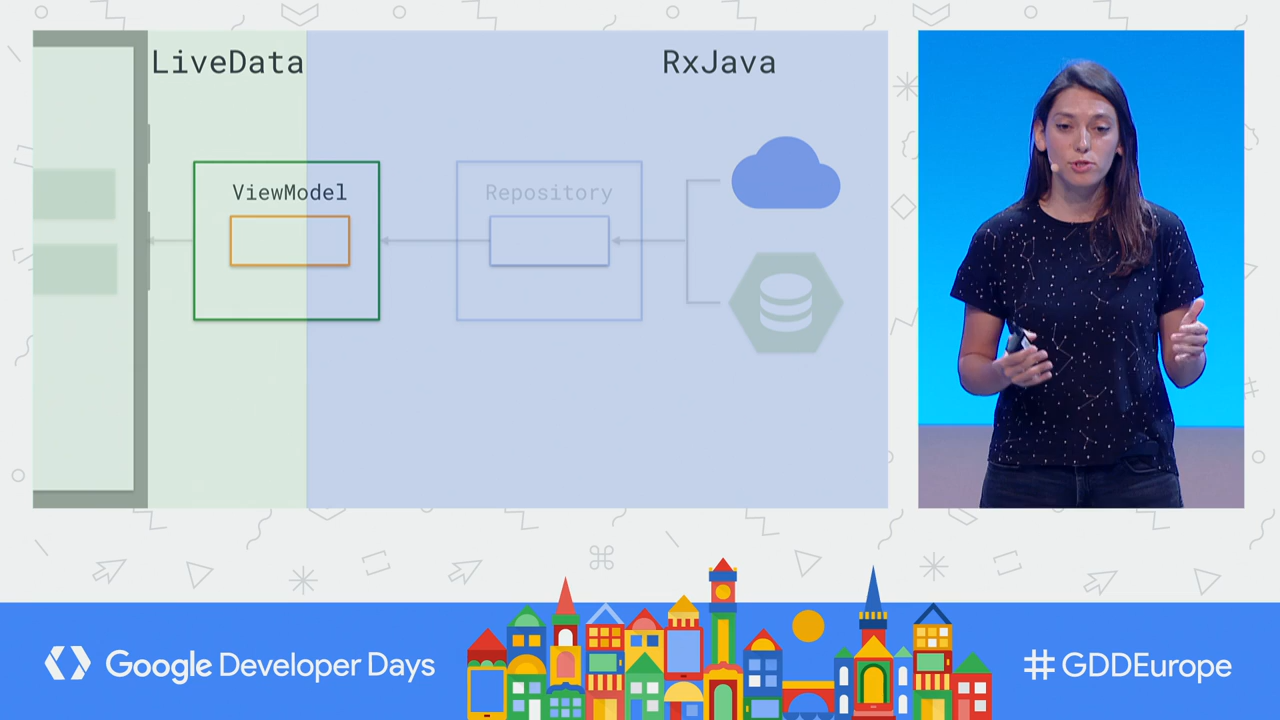 LiveData
RxJava
ViewModel
Repository
Google Developer Days
#GDDEurope